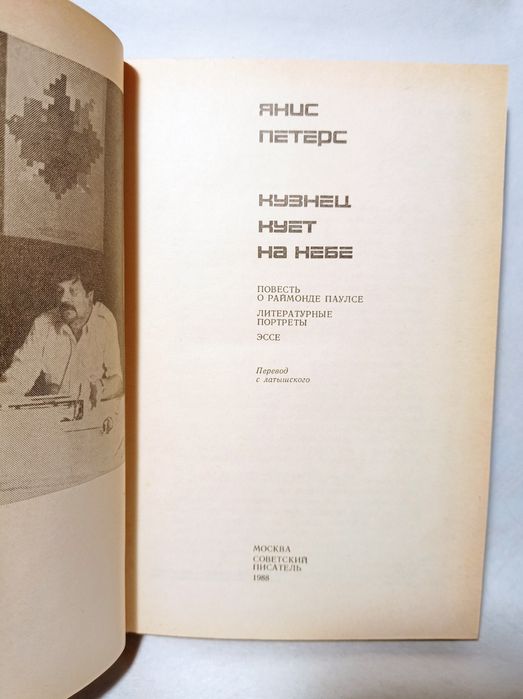 ЯНИС
ПЕТЕРС
КУЗНЕЦ
КУЕТ
НА НЕБЕ
ПОВЕСТЬ
О РАЙМОНДЕ ПАУЛСЕ
ЛИТЕРАТУРНЫЕ
ПОРТРЕТЫ
ЭССЕ
Перевод
с латышского
МОСКВА
СОВЕТСКИЙ
ПИСАТЕЛЬ
1988